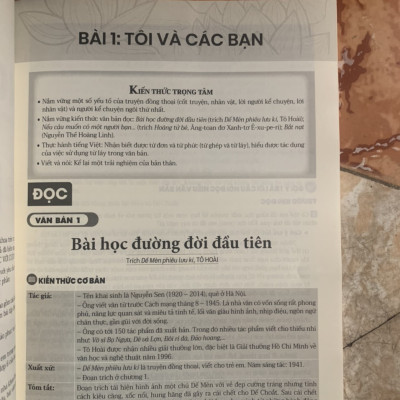 BÀI 1: TÔI VÀ CÁC BẠN
KIẾN THỨC TRỌNG TÂM
• Nắm vững một số yếu tố của truyện đồng thoại (cốt truyện, nhân vật, lời người kể chuyện, lời
nhân vật) và người kể chuyện ngôi thứ nhất.
• Nắm vững kiến thức văn bản đọc: Bài học đường đời đầu tiên (trích Dế Mèn phiêu lưu kí, Tô Hoài);
Nếu cậu muốn có một người bạn... (trích Hoàng tử bé, Ăng-toan đơ Xanh-tơ Ê-xu-pe-ri); Bắt nạt
(Nguyễn Thế Hoàng Linh).
• Thực hành tiếng Việt: Nhận biết được từ đơn và từ phức (từ ghép và từ láy), hiểu được tác dụng
của việc sử dụng từ láy trong văn bản.
• Viết và nói: Kể lại một trải nghiệm của bản thân.
ĐỌC
VĂN BẢN 1
Bài học đường đời đầu tiên
Trích Dế Mèn phiêu lưu kí, TÔ HOÀI
KIẾN THỨC CƠ BẢN
Tác giả:
– Tên khai sinh là Nguyễn Sen (1920 – 2014); quê ở Hà Nội.
– Ông viết văn từ trước Cách mạng tháng 8 – 1945. Là nhà văn có vốn sống rất phong
phú, năng lực quan sát và miêu tả tinh tế, lối văn giàu hình ảnh, nhịp điệu, ngôn ngữ
chân thực, gần gũi với đời sống.
– Ông có tới 150 tác phẩm đã xuất bản. Trong đó nhiều tác phẩm viết cho thiếu nhi
như: Võ sĩ Bọ Ngựa, Dê và Lợn, Đôi ri đá, Đảo hoang,...
– Tô Hoài được nhận nhiều giải thưởng lớn, đặc biệt là Giải thưởng Hồ Chí Minh về
văn học và nghệ thuật năm 1996.
Xuất xứ:
– Dế Mèn phiêu lưu kí là truyện đồng thoại, viết cho trẻ em. Năm sáng tác: 1941.
– Đoạn trích ở chương 1.
Tóm tắt:
Đoạn trích tái hiện hình ảnh một chú Dế Mèn với vẻ đẹp cường tráng nhưng tính
cách kiêu căng, xốc nổi, hung hăng đã gây ra cái chết cho Dế Choắt. Sau cái chết